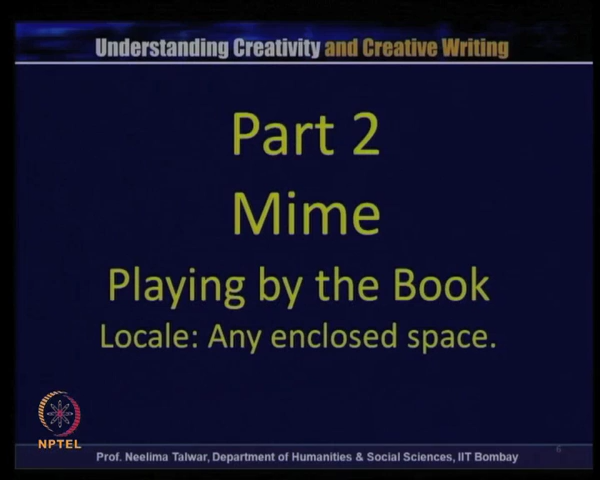 Understanding Creativity and Creative Writing
Part 2
Mime
Playing by the Book
Locale: Any enclosed space.
NPTEL
6
Prof. Neelima Talwar, Department of Humanities & Social Sciences, IIT Bombay